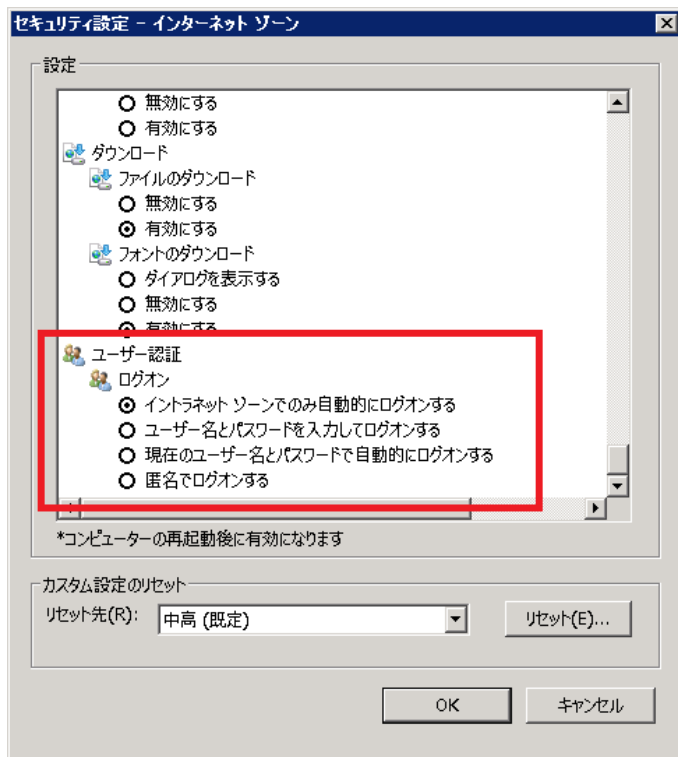 セキュリティ設定 - インターネット ゾーン
設定
無効にする
有効にする
ダウンロード
ファイルのダウンロード
無効にする
有効にする
フォントのダウンロード
ダイアログを表示する
無効にする
有効にする
ユーザー認証
ログオン
イントラネット ゾーンでのみ自動的にログオンする
ユーザー名とパスワードを入力してログオンする
現在のユーザー名とパスワードで自動的にログオンする
匿名でログオンする
*コンピューターの再起動後に有効になります
カスタム設定のリセット
リセット先(R): 中高 (既定) リセット(E)...
OK キャンセル